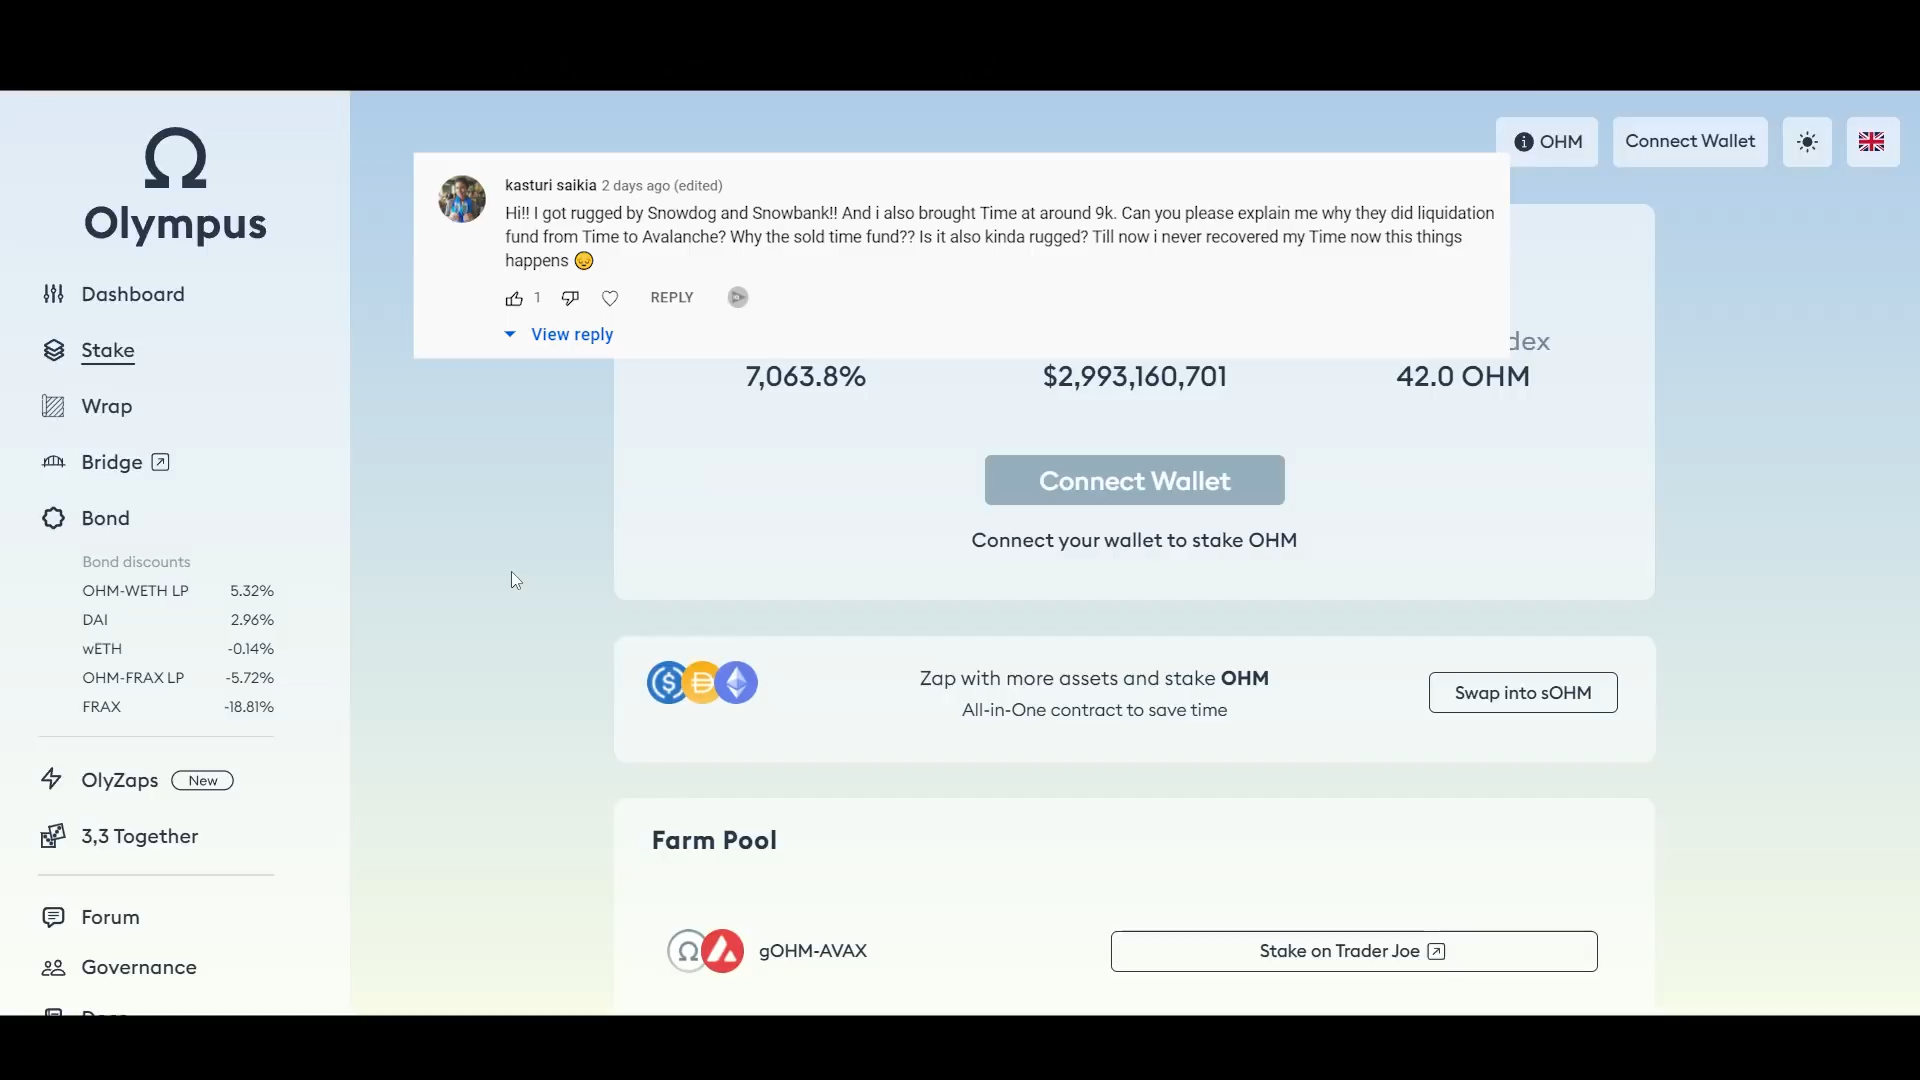 Ω
Olympus
Dashboard
Stake
Wrap
Bridge
Bond
Bond discounts
OHM-WETH LP 5.32%
DAI 2.96%
wETH -0.14%
OHM-FRAX LP -5.72%
FRAX -18.81%
OlyZaps New
3,3 Together
Forum
Governance
OHM Connect Wallet
kasturi saikia 2 days ago (edited)
Hi!! I got rugged by Snowdog and Snowbank!! And i also brought Time at around 9k. Can you please explain me why they did liquidation
fund from Time to Avalanche? Why the sold time fund?? Is it also kinda rugged? Till now i never recovered my Time now this things
happens
1 REPLY
View reply
dex
7,063.8% $2,993,160,701 42.0 OHM
Connect Wallet
Connect your wallet to stake OHM
Zap with more assets and stake OHM
All-in-One contract to save time
Swap into sOHM
Farm Pool
gOHM-AVAX
Stake on Trader Joe